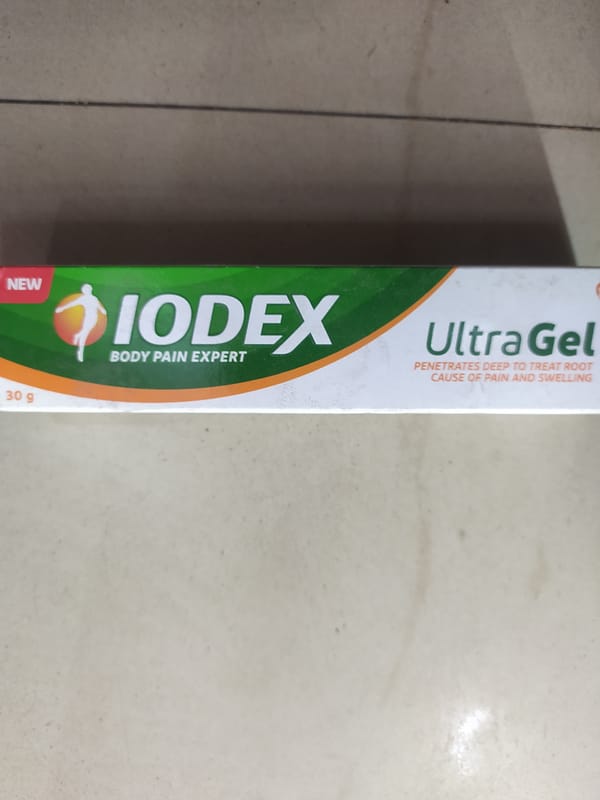 NEW
IODEX
BODY PAIN EXPERT
30 g
UltraGel
PENETRATES DEEP TO TREAT ROOT
CAUSE OF PAIN AND SWELLING